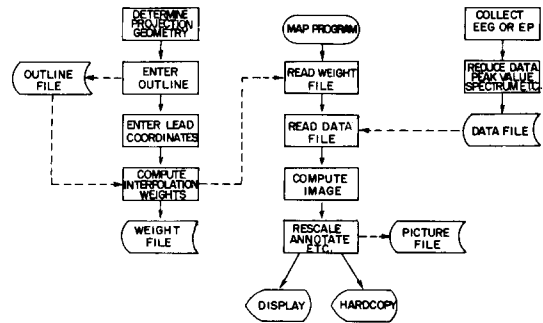 DETERMINE
PROJECTION
GEOMETRY
ENTER
OUTLINE
OUTLINE
FILE
ENTER LEAD
COORDINATES
COMPUTE
INTERPOLATION
WEIGHTS
WEIGHT
FILE
MAP PROGRAM
READ WEIGHT
FILE
READ DATA
FILE
COMPUTE
IMAGE
RESCALE
ANNOTATE
ETC.
DISPLAY
HARDCOPY
COLLECT
EEG OR EP
REDUCE DATA
PEAK VALUE
SPECTRUM ETC.
DATA FILE
PICTURE
FILE